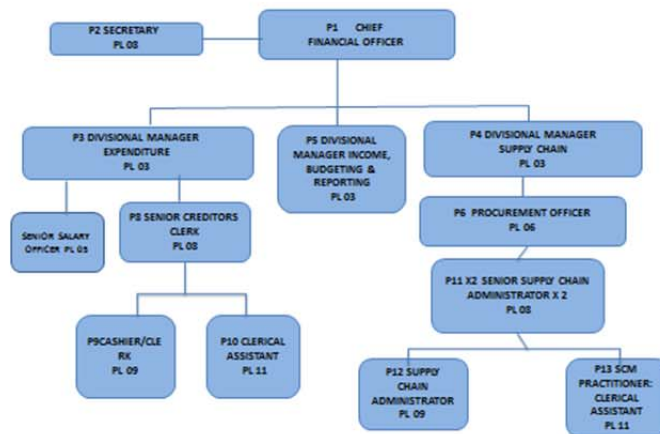 P2 SECRETARY
PL 08
P1 CHIEF
FINANCIAL OFFICER
P3 DIVISIONAL MANAGER
EXPENDITURE
PL 03
P5 DIVISIONAL
MANAGER INCOME,
BUDGETING &
REPORTING
PL 03
P4 DIVISIONAL MANAGER
SUPPLY CHAIN
PL 03
SENIOR SALARY
OFFICER PL 05
P8 SENIOR CREDITORS
CLERK
PL 08
P6 PROCUREMENT OFFICER
PL 06
P11 X2 SENIOR SUPPLY CHAIN
ADMINISTRATOR X 2
PL 08
P9CASHIER/CLE
RK
PL 09
P10 CLERICAL
ASSISTANT
PL 11
P12 SUPPLY
CHAIN
ADMINISTRATOR
PL 09
P13 SCM
PRACTITIONER:
CLERICAL
ASSISTANT
PL 11